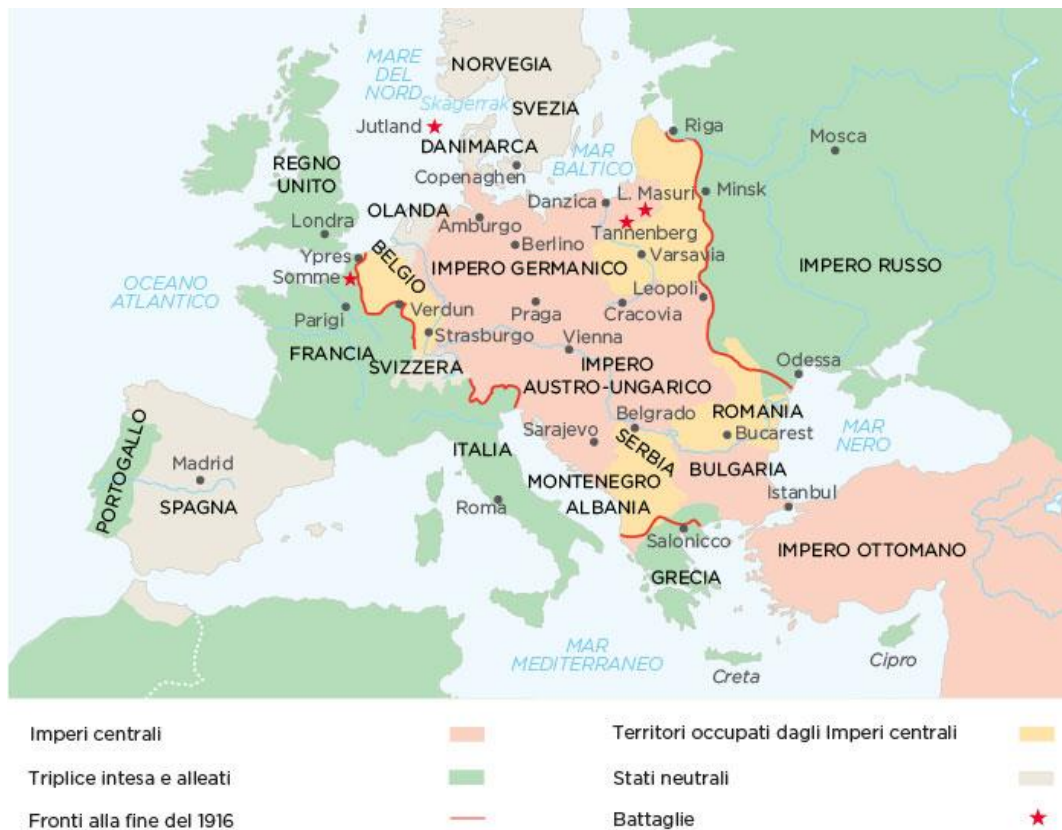 NORVEGIA
MARE
DEL
NORD
Skagerrak
SVEZIA
Jutland
DANIMARCA
MAR
BALTICO
Riga
Mosca
REGNO
UNITO
Copenaghen
L. Masuri
Minsk
Danzica
OLANDA
Amburgo
Londra
Tannenberg
Berlino
Ypres
BELGIO
Varsavia
IMPERO GERMANICO
IMPERO RUSSO
Somme
OCEANO
ATLANTICO
Leopoli
Verdun
Praga
Cracovia
Parigi
Strasburgo
Vienna
FRANCIA
SVIZZERA
IMPERO
AUSTRO-UNGARICO
Odessa
Belgrado
ROMANIA
PORTOGALLO
Sarajevo
SERBIA
Bucarest
MAR
NERO
ITALIA
Madrid
MONTENEGRO
BULGARIA
SPAGNA
Roma
ALBANIA
Istanbul
Salonicco
IMPERO OTTOMANO
GRECIA
MAR
MEDITERRANEO
Creta
Cipro
Imperi centrali
Territori occupati dagli Imperi centrali
Triplice intesa e alleati
Stati neutrali
Fronti alla fine del 1916
Battaglie